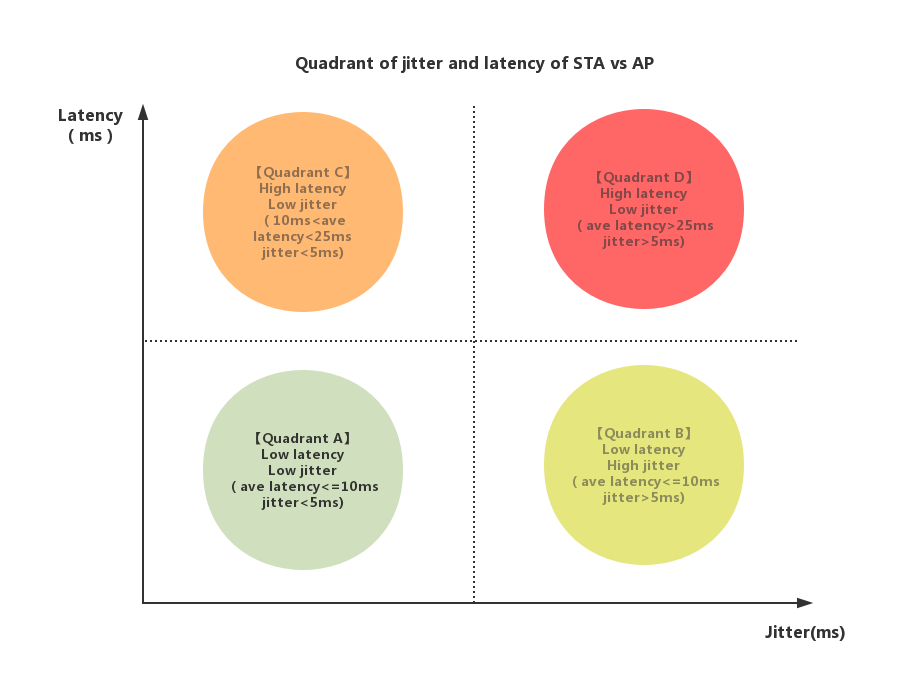 Quadrant of jitter and latency of STA vs AP
Latency
( ms )
【Quadrant C】
High latency
Low jitter
( 10ms<ave
latency<25ms
jitter<5ms)
【Quadrant D】
High latency
Low jitter
( ave latency>25ms
jitter>5ms)
【Quadrant A】
Low latency
Low jitter
( ave latency<=10ms
jitter<5ms)
【Quadrant B】
Low latency
High jitter
( ave latency<=10ms
jitter>5ms)
Jitter(ms)